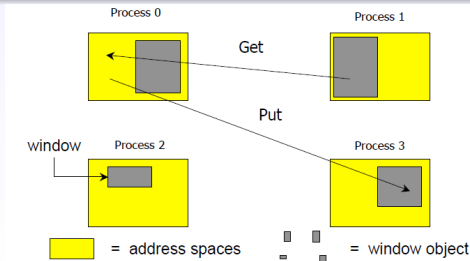 Process 0
Process 1
Get
Put
window
Process 2
Process 3
= address spaces
= window object